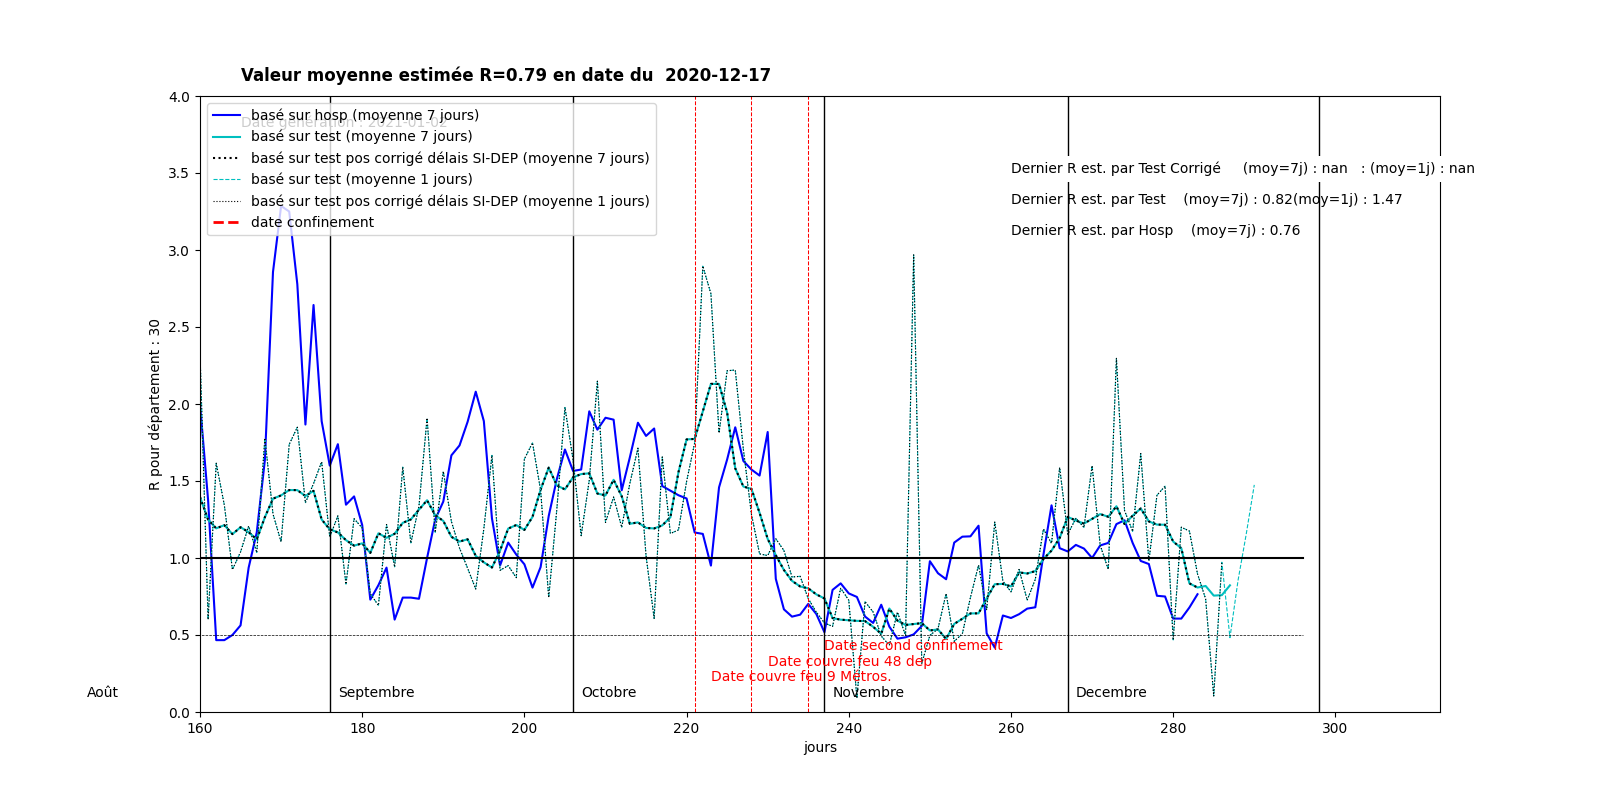 Valeur moyenne estimée R=0.79 en date du  2020-12-17
Date génération : 2021-01-02
basé sur hosp (moyenne 7 jours)
basé sur test (moyenne 7 jours)
basé sur test pos corrigé délais SI-DEP (moyenne 7 jours)
basé sur test (moyenne 1 jours)
basé sur test pos corrigé délais SI-DEP (moyenne 1 jours)
date confinement
Dernier R est. par Test Corrigé     (moy=7j) : nan   : (moy=1j) : nan
Dernier R est. par Test    (moy=7j) : 0.82(moy=1j) : 1.47
Dernier R est. par Hosp    (moy=7j) : 0.76
R pour département : 30
4.0
3.5
3.0
2.5
2.0
1.5
1.0
0.5
0.0
Date second confinement
Date couvre feu 48 dep
Date couvre feu 9 Métros.
Août
Septembre
Octobre
Novembre
Decembre
160
180
200
220
240
260
280
300
jours